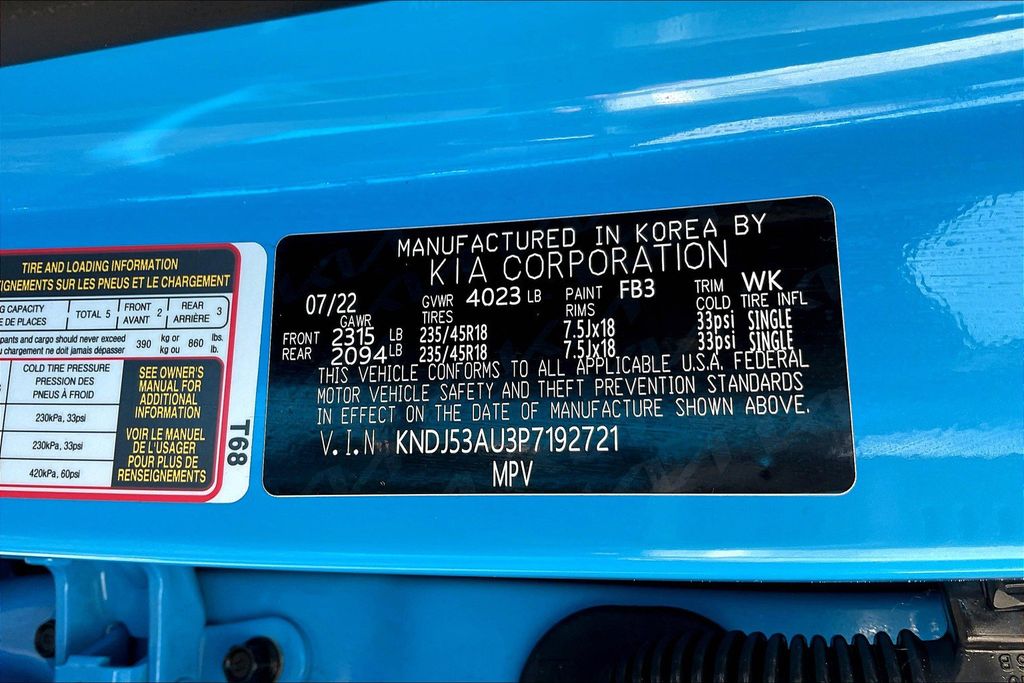 TIRE AND LOADING INFORMATION
EIGNEMENTS SUR LES PNEUS ET LE CHARGEMENT
G CAPACITY TOTAL 5 FRONT 2 REAR 3
DE PLACES AVANT ARRIÈRE
pants and cargo should never exceed 390 kg or 860 lbs.
chargement ne doit jamais dépasser kg ou
COLD TIRE PRESSURE
PRESSION DES
PNEUS À FROID
230kPa, 33psi
230kPa, 33psi
420kPa, 60psi
SEE OWNER'S
MANUAL FOR
ADDITIONAL
INFORMATION
VOIR LE MANUEL
DE L'USAGER
POUR PLUS DE
RENSEIGNEMENTS
T68
MANUFACTURED IN KOREA BY
KIA CORPORATION
07/22 GVWR 4023 LB PAINT FB3 TRIM WK
GAWR TIRES RIMS COLD TIRE INFL
FRONT 2315 LB 235/45R18 7.5Jx18 33psi SINGLE
REAR 2094 LB 235/45R18 7.5Jx18 33psi SINGLE
THIS VEHICLE CONFORMS TO ALL APPLICABLE U.S.A. FEDERAL
MOTOR VEHICLE SAFETY AND THEFT PREVENTION STANDARDS
IN EFFECT ON THE DATE OF MANUFACTURE SHOWN ABOVE.
V.I.N KNDJ53AU3P7192721
MPV